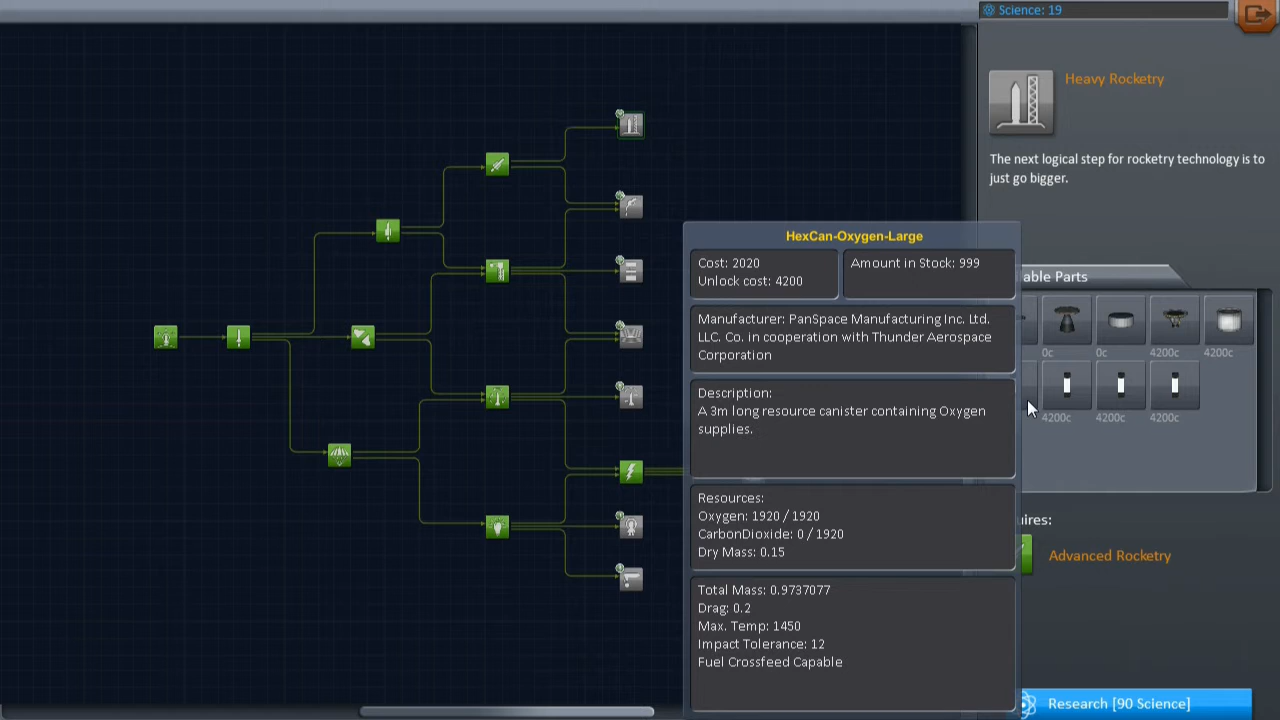 Science: 19
Heavy Rocketry
The next logical step for rocketry technology is to
just go bigger.
HexCan-Oxygen-Large
Cost: 2020
Unlock cost: 4200
Amount in Stock: 999
Manufacturer: PanSpace Manufacturing Inc. Ltd.
LLC. Co. in cooperation with Thunder Aerospace
Corporation
Description:
A 3m long resource canister containing Oxygen
supplies.
Resources:
Oxygen: 1920 / 1920
CarbonDioxide: 0 / 1920
Dry Mass: 0.15
Total Mass: 0.9737077
Drag: 0.2
Max. Temp: 1450
Impact Tolerance: 12
Fuel Crossfeed Capable
able Parts
0c 0c 4200c 4200c
4200c 4200c 4200c
ires:
Advanced Rocketry
Research [90 Science]